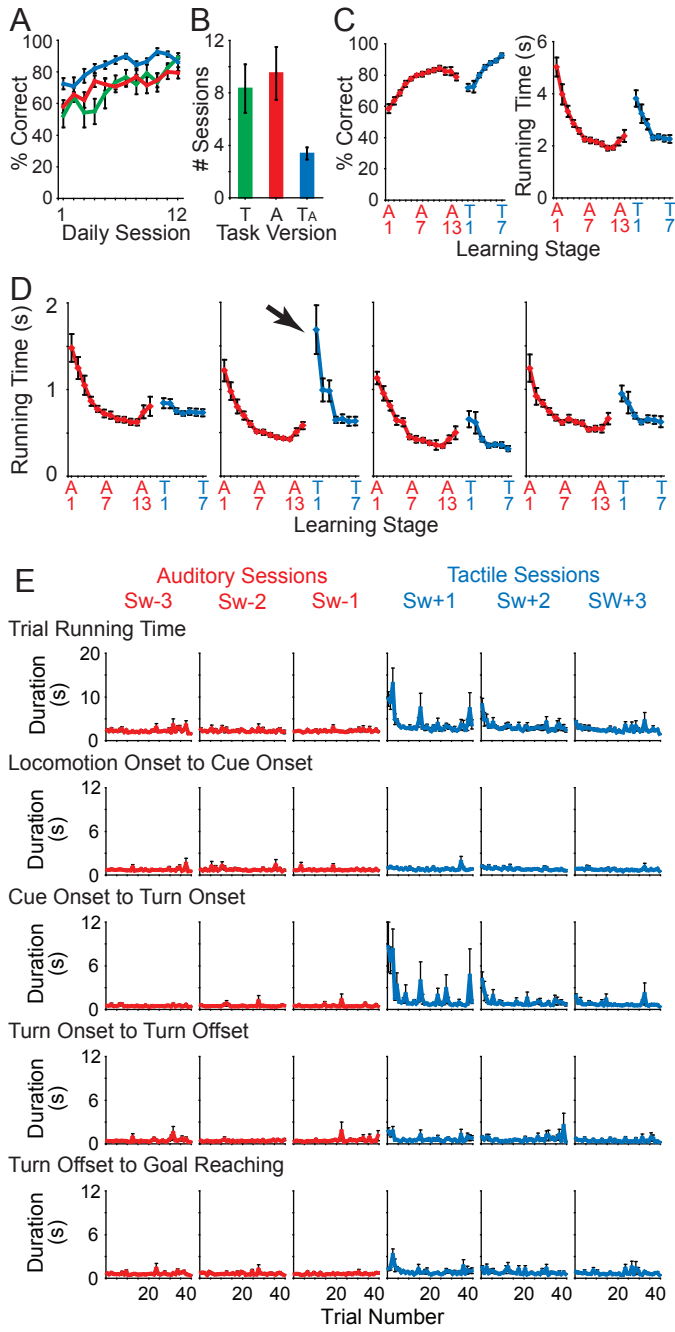 A
% Correct
100
80
60
40
20
0
1
12
Daily Session
B
# Sessions
12
8
4
0
T
A
TA
Task Version
C
% Correct
100
80
60
40
20
0
A A A T T
1 7 13 1 7
Running Time (s)
6
4
2
0
A A A T T
1 7 13 1 7
Learning Stage
D
Running Time (s)
2
1
0
A A A T T A A A T T A A A T T A A A T T
1 7 13 1 7 1 7 13 1 7 1 7 13 1 7 1 7 13 1 7
Learning Stage
E
Auditory Sessions Tactile Sessions
Sw-3 Sw-2 Sw-1 Sw+1 Sw+2 SW+3
Trial Running Time
Duration
(s)
20
10
0
Locomotion Onset to Cue Onset
Duration
(s)
12
6
0
Cue Onset to Turn Onset
Duration
(s)
12
6
0
Turn Onset to Turn Offset
Duration
(s)
12
6
0
Turn Offset to Goal Reaching
Duration
(s)
12
6
0
20 40 20 40 20 40 20 40 20 40 20 40
Trial Number